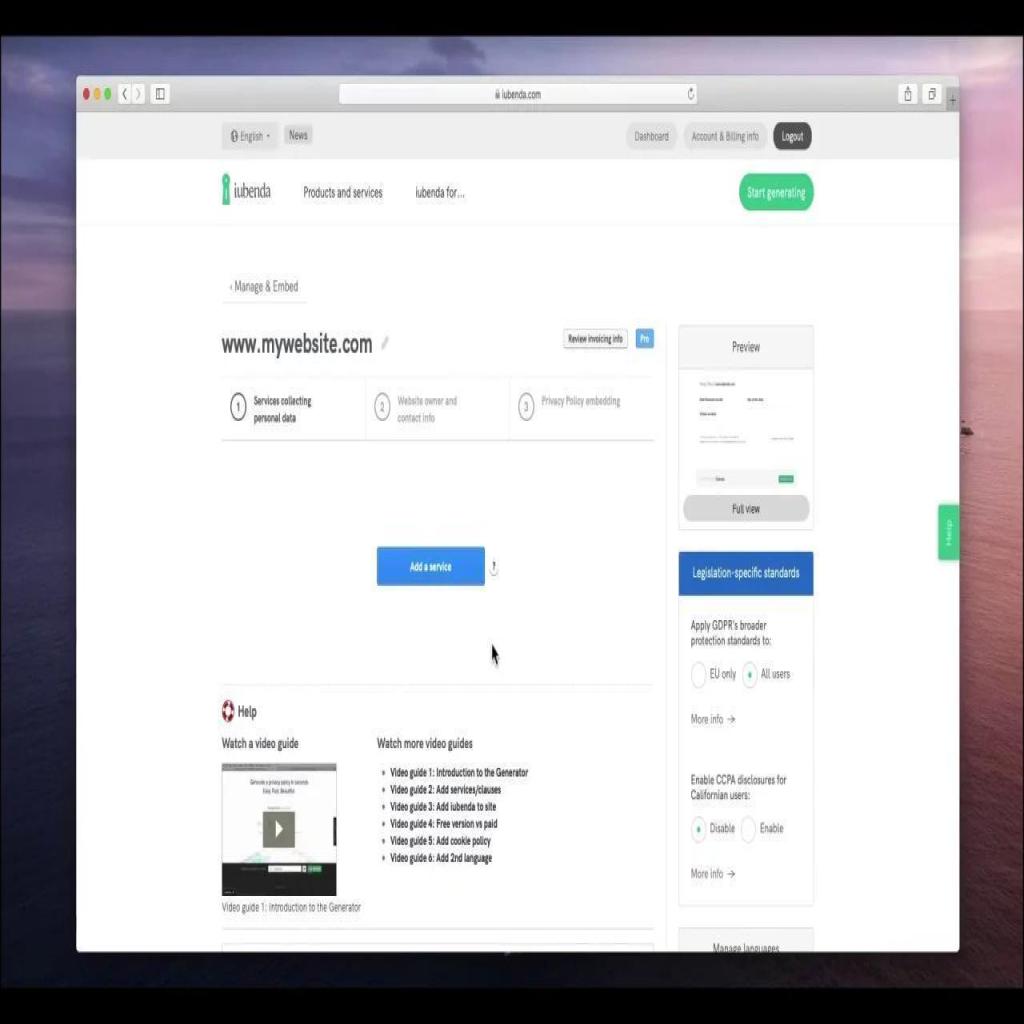 iubenda.com
English
News
Dashboard
Account & Billing info
Logout
iubenda
Products and services
iubenda for...
Start generating
‹ Manage & Embed
www.mywebsite.com
Review invoicing info
Pro
Preview
1
Services collecting
personal data
2
Website owner and
contact info
3
Privacy Policy embedding
Full view
Add a service
?
Help
Legislation-specific standards
Apply GDPR's broader
protection standards to:
EU only
All users
More info →
Help
Watch a video guide
Watch more video guides
Generate a privacy policy in seconds
Video guide 1: Introduction to the Generator
Video guide 2: Add services/clauses
Video guide 3: Add iubenda to site
Video guide 4: Free version vs paid
Video guide 5: Add cookie policy
Video guide 6: Add 2nd language
Video guide 1: Introduction to the Generator
Enable CCPA disclosures for
Californian users:
Disable
Enable
More info →
Manage languages